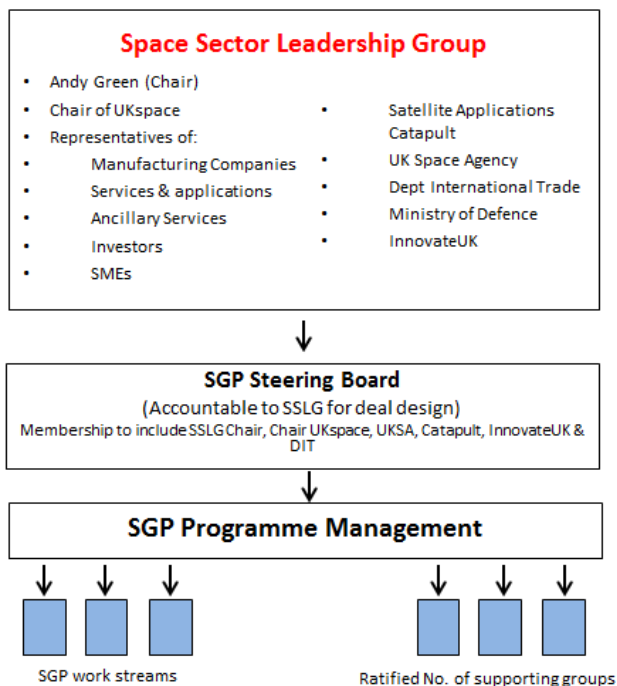 Space Sector Leadership Group
• Andy Green (Chair)
• Chair of UKspace
• Representatives of:
• Manufacturing Companies
• Services & applications
• Ancillary Services
• Investors
• SMEs
• Satellite Applications
Catapult
• UK Space Agency
• Dept International Trade
• Ministry of Defence
• InnovateUK
SGP Steering Board
(Accountable to SSLG for deal design)
Membership to include SSLG Chair, Chair UKspace, UKSA, Catapult, InnovateUK &
DIT
SGP Programme Management
SGP work streams
Ratified No. of supporting groups